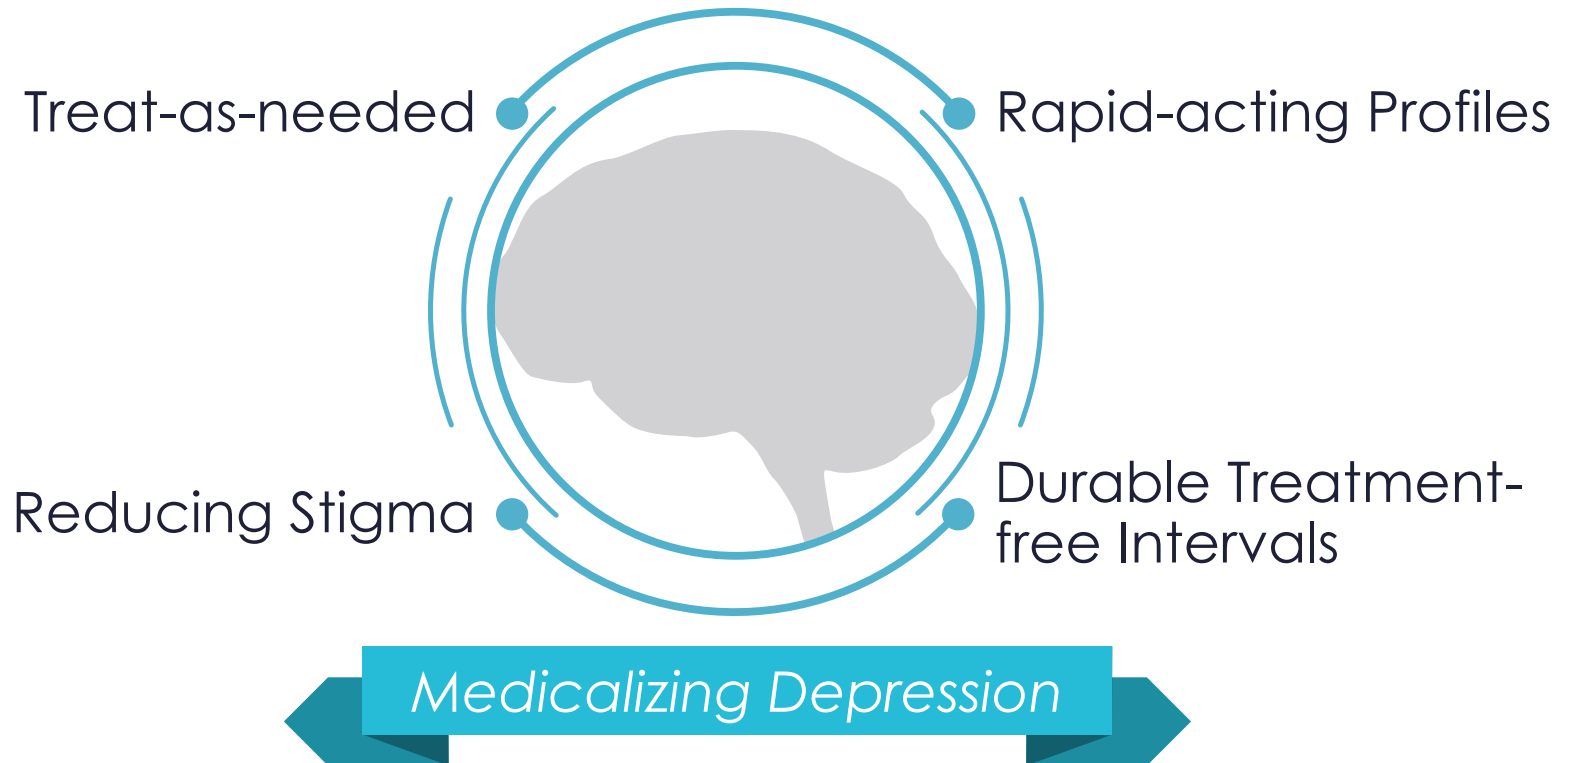 Treat-as-needed
Rapid-acting Profiles
Reducing Stigma
Durable Treatment-
free Intervals
Medicalizing Depression